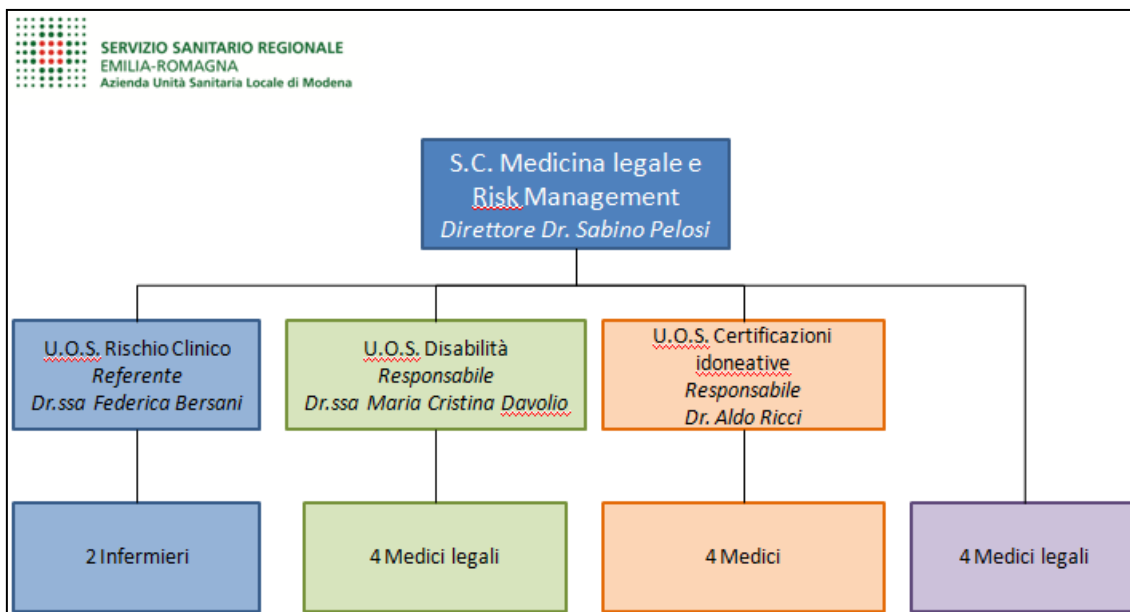 SERVIZIO SANITARIO REGIONALE
EMILIA-ROMAGNA
Azienda Unità Sanitaria Locale di Modena
S.C. Medicina legale e
Risk Management
Direttore Dr. Sabino Pelosi
U.O.S. Rischio Clinico
Referente
Dr.ssa Federica Bersani
U.O.S. Disabilità
Responsabile
Dr.ssa Maria Cristina Davolio
U.O.S. Certificazioni
idoneative
Responsabile
Dr. Aldo Ricci
2 Infermieri
4 Medici legali
4 Medici
4 Medici legali